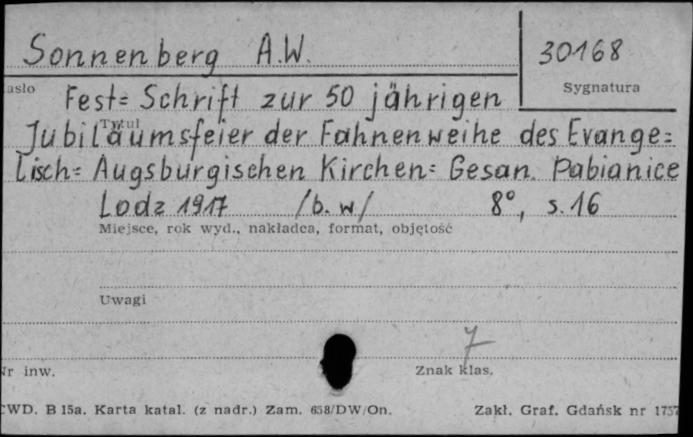 Sonnenberg A.W.
30168
asło
Sygnatura
Fest= Schrift zur 50 jährigen
Tytuł
Jubiläumsfeier der Fahnenweihe des Evange=
lisch= Augsburgischen Kirchen= Gesan. Pabianice
Lodz 1917 /b. w/ 8°, s. 16
Miejsce, rok wyd., nakładca, format, objętość
Uwagi
7
Nr inw.
Znak klas.
CWD. B 15a. Karta katal. (z nadr.) Zam. 658/DW/On. Zakł. Graf. Gdańsk nr 1757